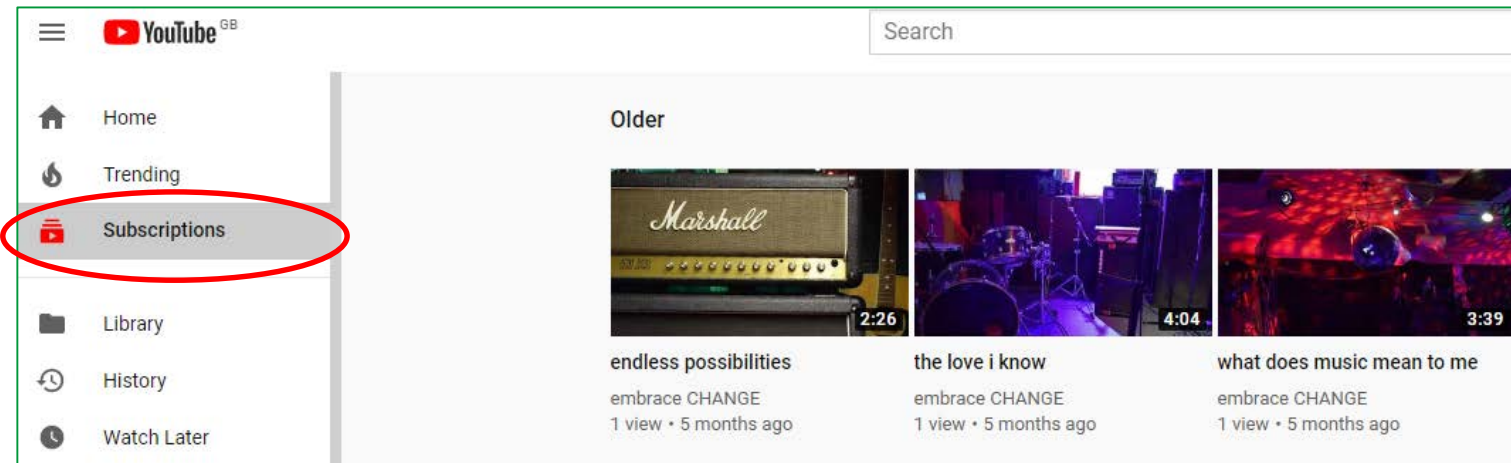 YouTube GB
Search
Home
Trending
Subscriptions
Library
History
Watch Later
Older
Marshall
2:26
4:04
3:39
endless possibilities
embrace CHANGE
1 view • 5 months ago
the love i know
embrace CHANGE
1 view • 5 months ago
what does music mean to me
embrace CHANGE
1 view • 5 months ago